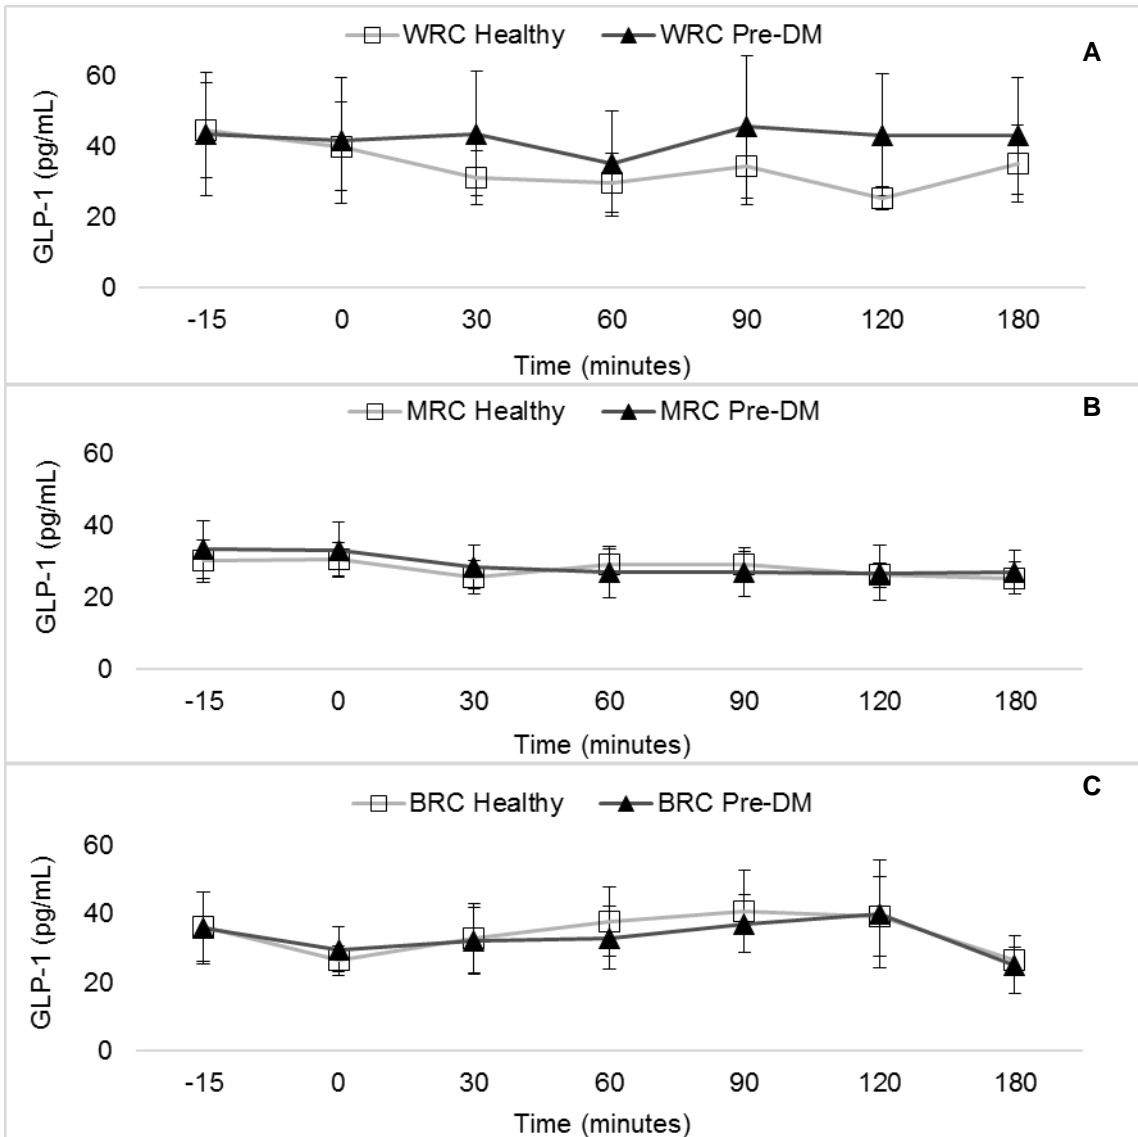 WRC Healthy WRC Pre-DM
A
60
40
20
0
GLP-1 (pg/mL)
-15 0 30 60 90 120 180
Time (minutes)
MRC Healthy MRC Pre-DM
B
60
40
20
0
GLP-1 (pg/mL)
-15 0 30 60 90 120 180
Time (minutes)
BRC Healthy BRC Pre-DM
C
60
40
20
0
GLP-1 (pg/mL)
-15 0 30 60 90 120 180
Time (minutes)